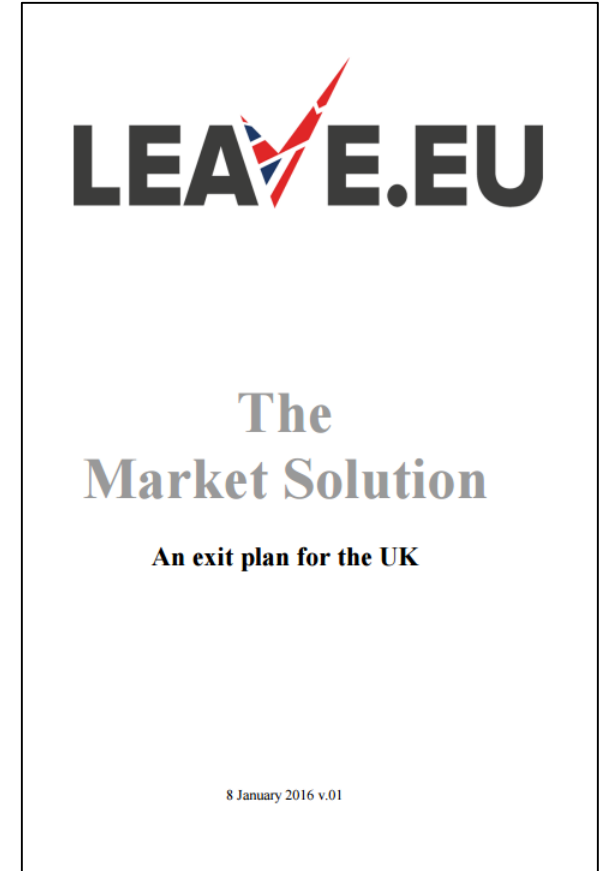 LEAVE.EU
The
Market Solution
An exit plan for the UK
8 January 2016 v.01